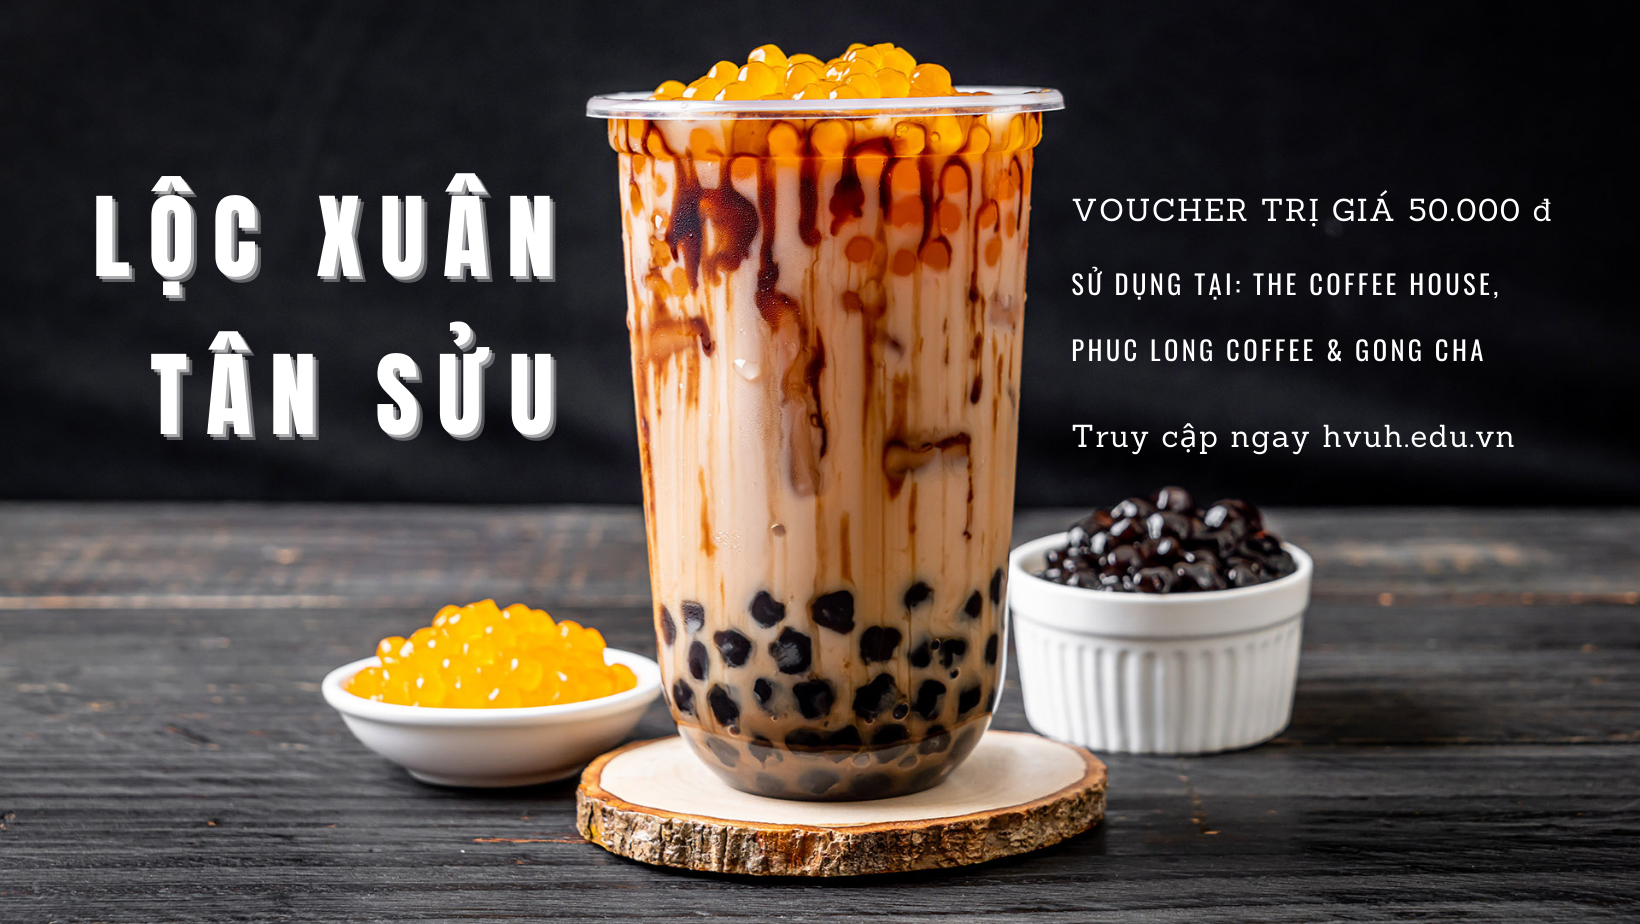 LỘC XUÂN
TÂN SỬU
VOUCHER TRỊ GIÁ 50.000 đ
SỬ DỤNG TẠI: THE COFFEE HOUSE,
PHUC LONG COFFEE & GONG CHA
Truy cập ngay hvuh.edu.vn